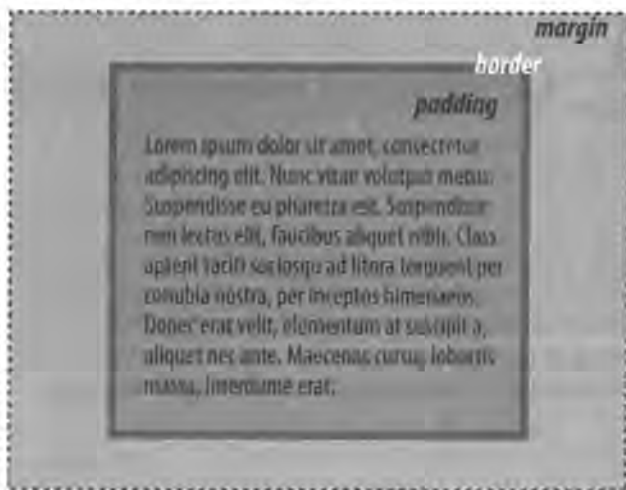 margin
border
padding
Lorem ipsum dolor sit amet, consectetur
adipiscing elit. Nunc vitae volutpat metus.
Suspendisse eu pharetra est. Suspendisse
non lectus elit, faucibus aliquet nibh. Class
aptent taciti sociosqu ad litora torquent per
conubia nostra, per inceptos himenaeos.
Donec erat velit, elementum at suscipit a,
aliquet nec ante. Maecenas cursus lobortis
massa, erat.